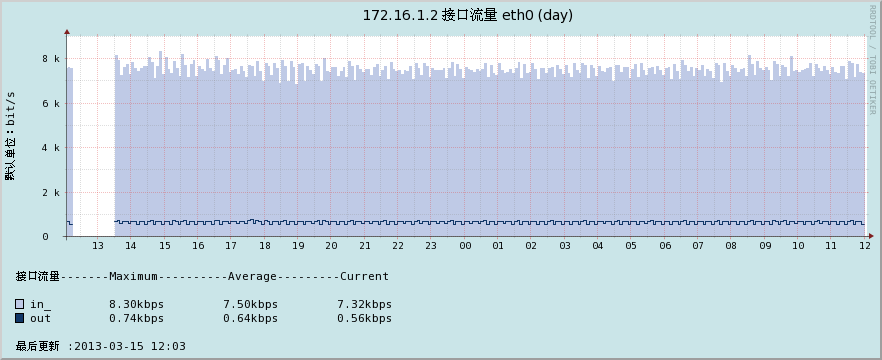 172.16.1.2 接口流量 eth0 (day)
RRDTOOL / TOBI OETIKER
默认单位：bit/s
8 k
6 k
4 k
2 k
0
13 14 15 16 17 18 19 20 21 22 23 00 01 02 03 04 05 06 07 08 09 10 11 12
接口流量-------Maximum----------Average---------Current
in_ 8.30kbps 7.50kbps 7.32kbps
out 0.74kbps 0.64kbps 0.56kbps
最后更新 :2013-03-15 12:03